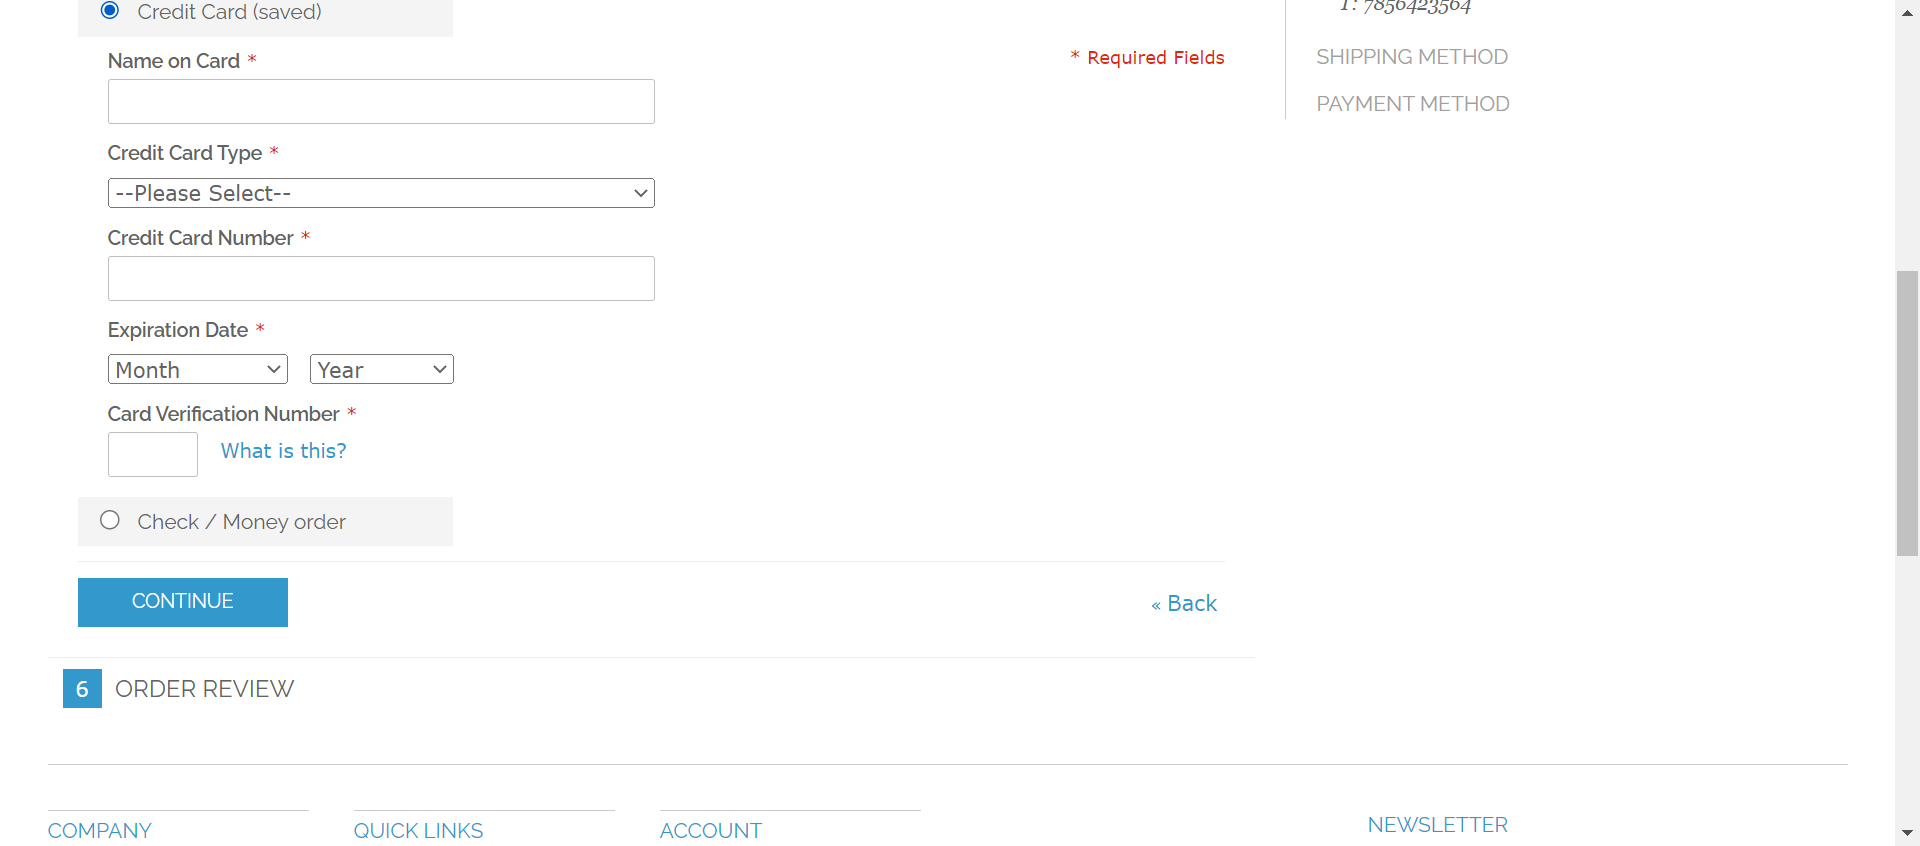 Credit Card (saved)
T: 7856423564
Name on Card *
* Required Fields
SHIPPING METHOD
PAYMENT METHOD
Credit Card Type *
--Please Select--
Credit Card Number *
Expiration Date *
Month Year
Card Verification Number *
What is this?
Check / Money order
CONTINUE
« Back
6 ORDER REVIEW
COMPANY
QUICK LINKS
ACCOUNT
NEWSLETTER